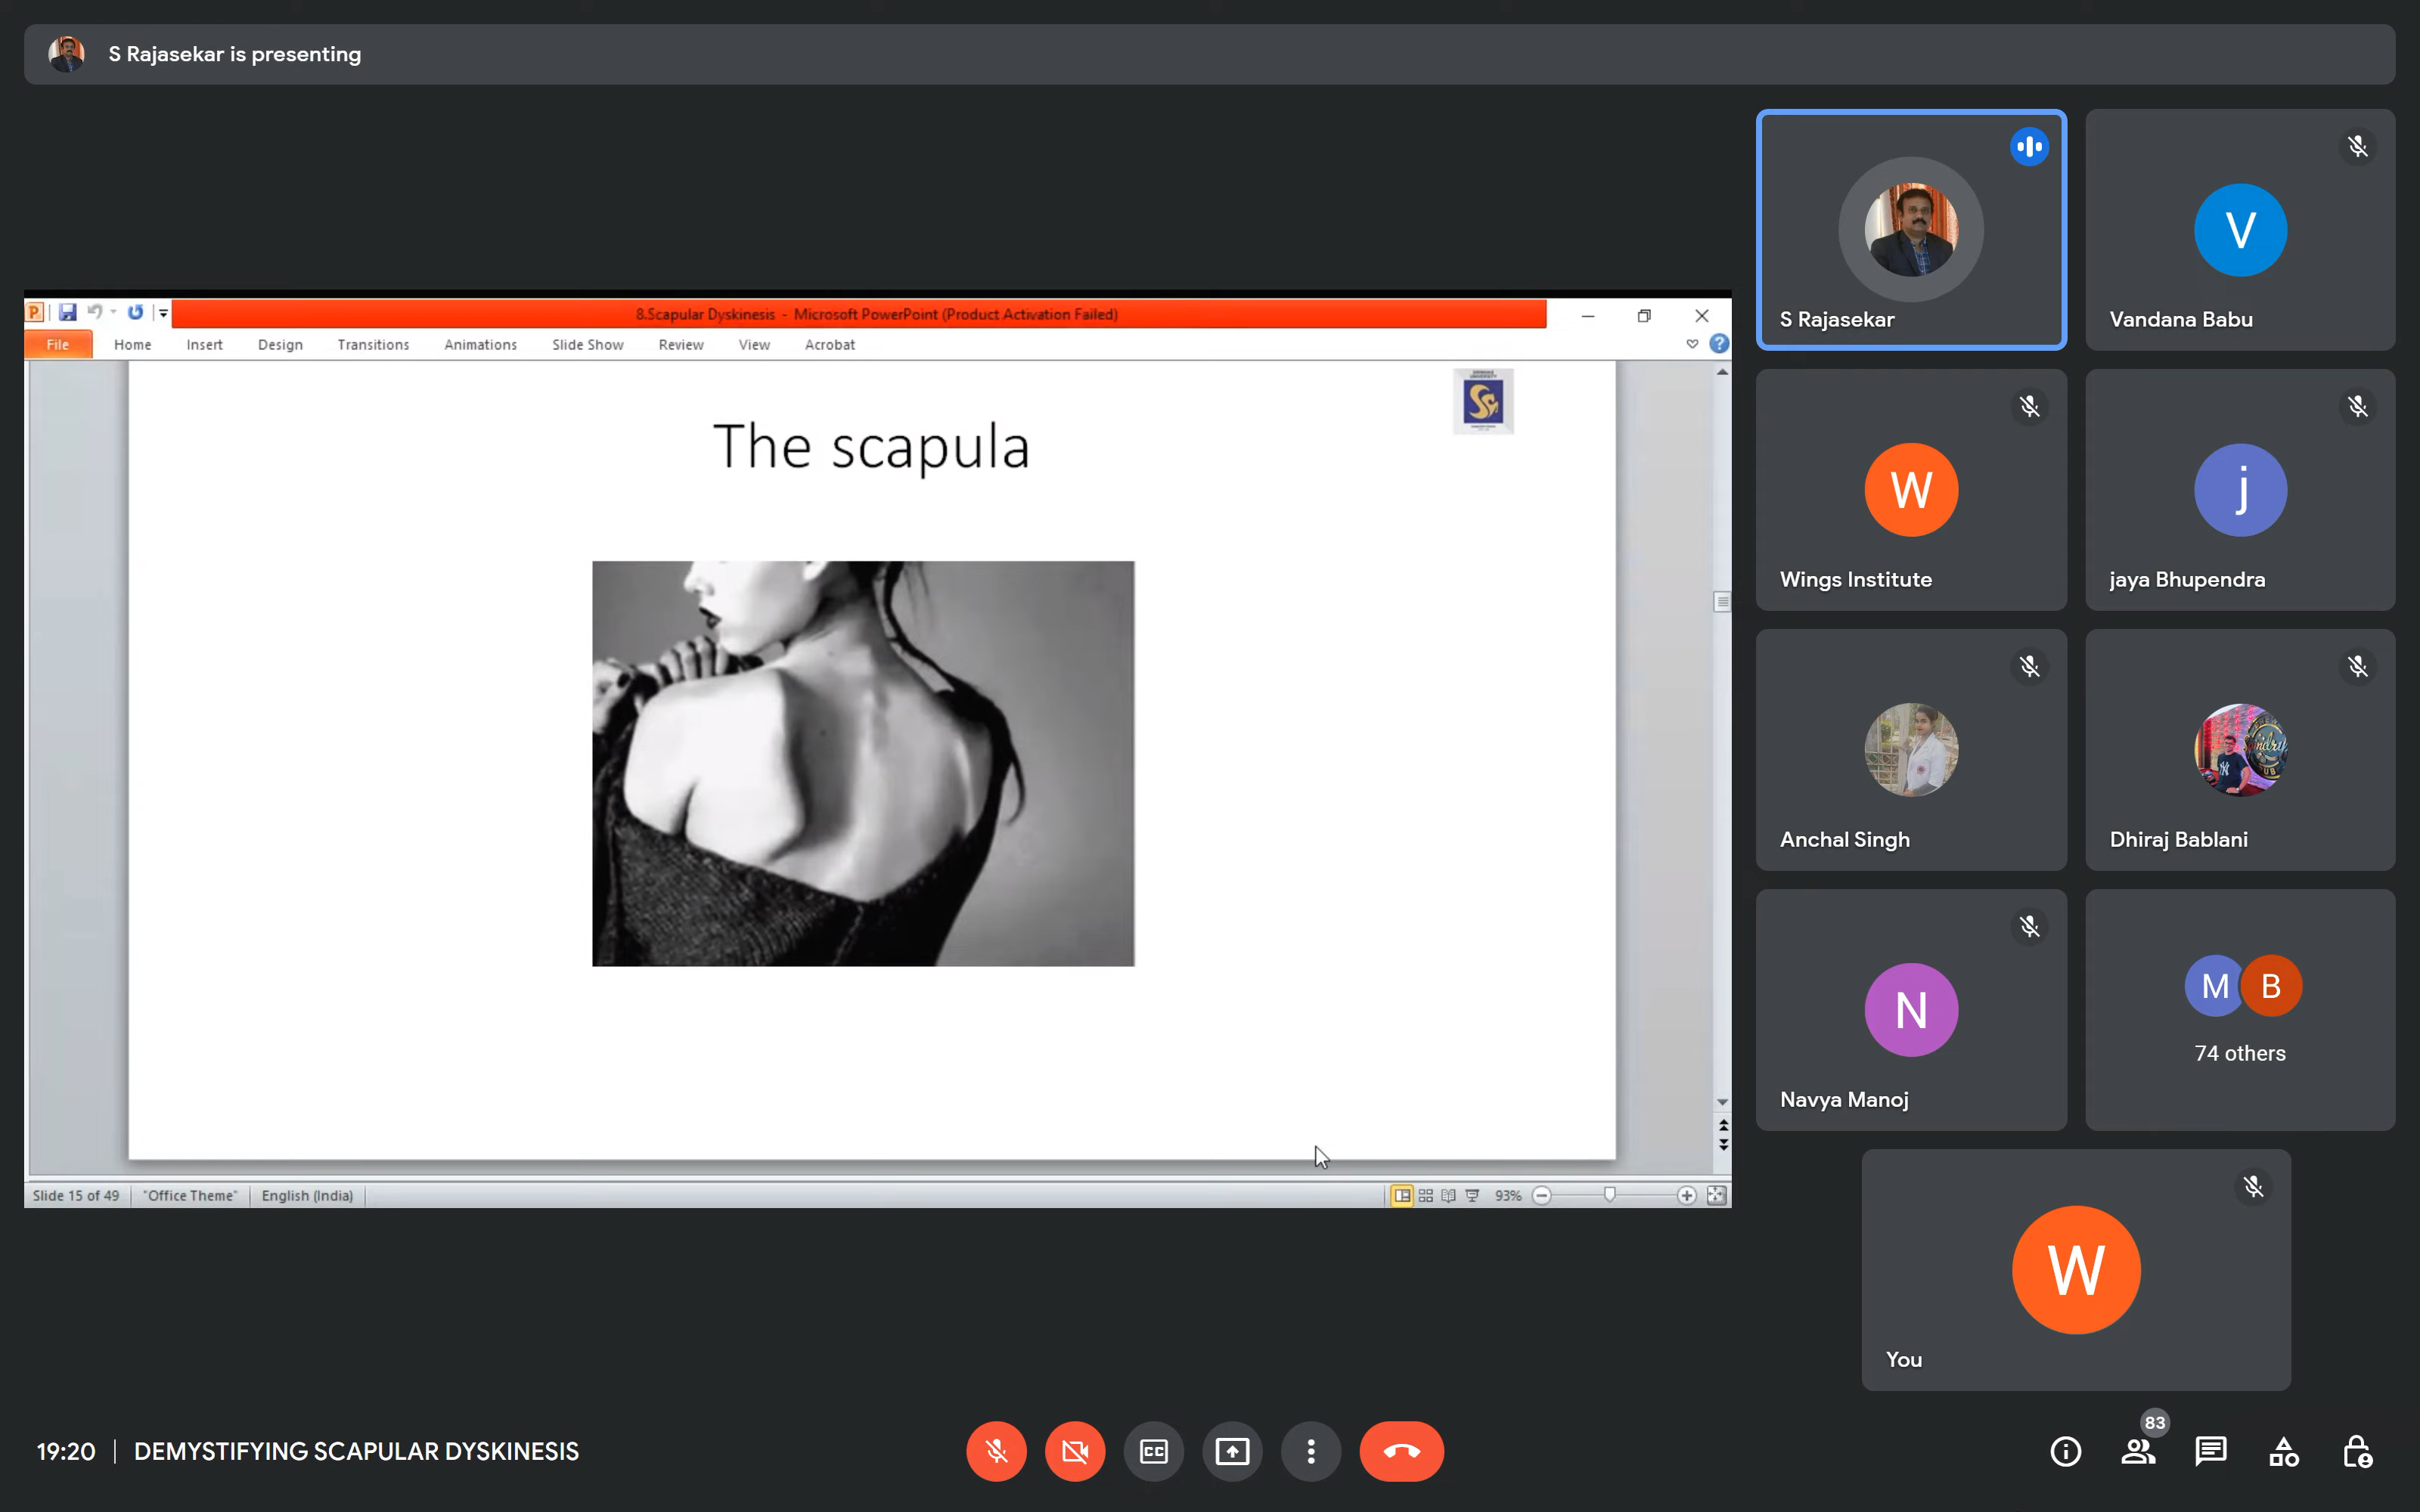 S Rajasekar is presenting
8.Scapular Dyskinesis - Microsoft PowerPoint (Product Activation Failed)
File Home Insert Design Transitions Animations Slide Show Review View Acrobat
The scapula
Slide 15 of 49 "Office Theme" English (India) 93%
S Rajasekar
V
Vandana Babu
W
Wings Institute
j
jaya Bhupendra
Anchal Singh
Dhiraj Bablani
N
Navya Manoj
M B
74 others
W
You
19:20 | DEMYSTIFYING SCAPULAR DYSKINESIS
CC
83